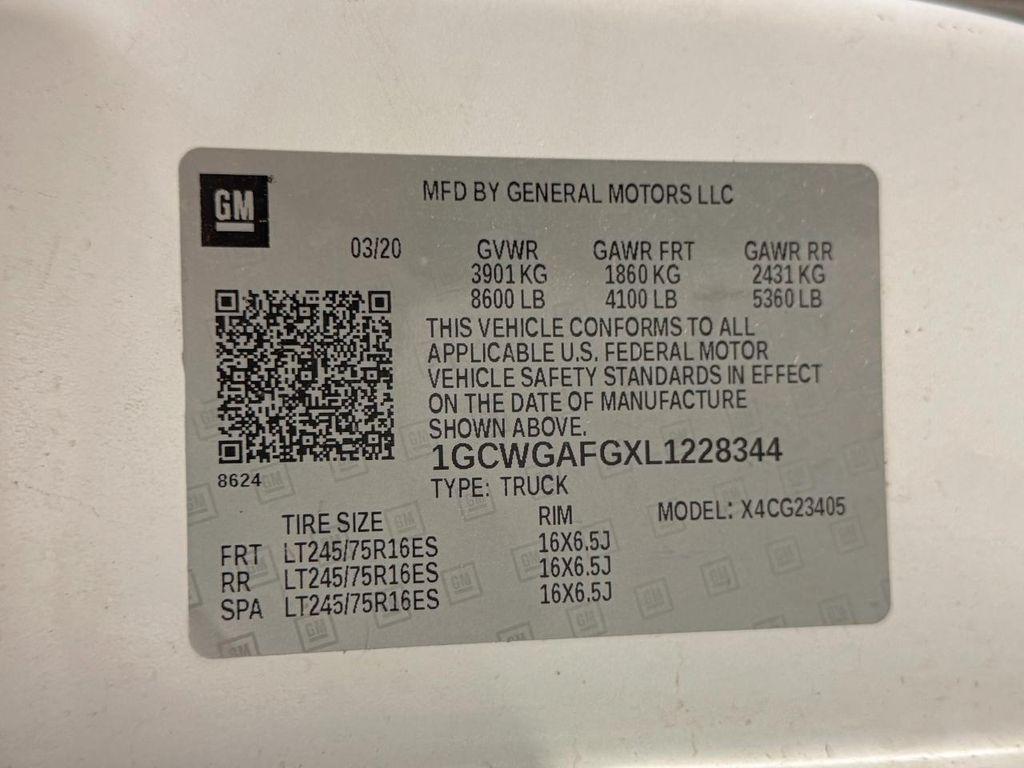 GM
MFD BY GENERAL MOTORS LLC
03/20 GVWR GAWR FRT GAWR RR
3901 KG 1860 KG 2431 KG
8600 LB 4100 LB 5360 LB
THIS VEHICLE CONFORMS TO ALL
APPLICABLE U.S. FEDERAL MOTOR
VEHICLE SAFETY STANDARDS IN EFFECT
ON THE DATE OF MANUFACTURE
SHOWN ABOVE.
1GCWGAFGXL1228344
8624
TYPE: TRUCK
TIRE SIZE RIM MODEL: X4CG23405
FRT LT245/75R16ES 16X6.5J
RR LT245/75R16ES 16X6.5J
SPA LT245/75R16ES 16X6.5J